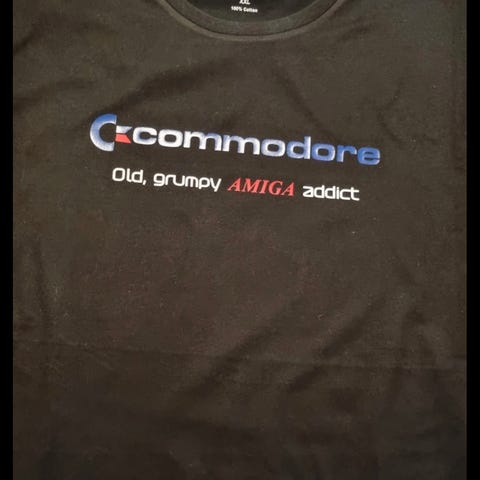 XXL
100% Cotton
commodore
Old, grumpy AMIGA addict